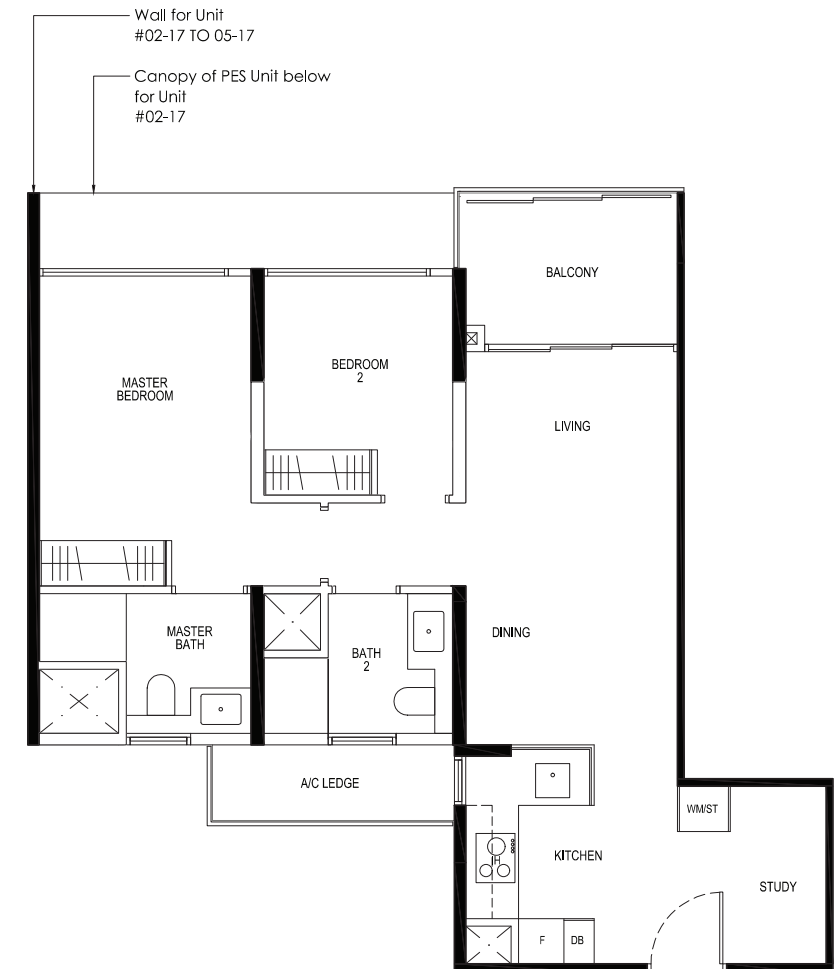 Wall for Unit
#02-17 TO 05-17
Canopy of PES Unit below
for Unit
#02-17
BALCONY
BEDROOM
2
MASTER
BEDROOM
LIVING
MASTER
BATH
DINING
BATH
2
A/C LEDGE
WM/ST
KITCHEN
STUDY
IH
F
DB